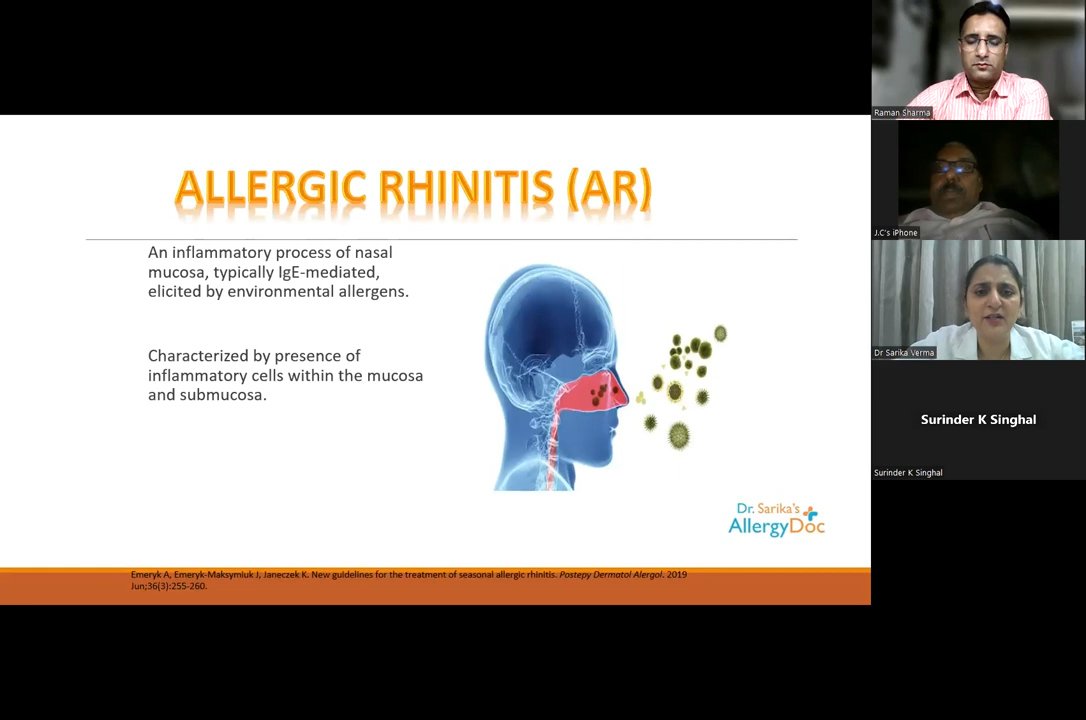 ALLERGIC RHINITIS (AR)
An inflammatory process of nasal
mucosa, typically IgE-mediated,
elicited by environmental allergens.
Characterized by presence of
inflammatory cells within the mucosa
and submucosa.
Dr. Sarika's
AllergyDoc
Emeryk A, Emeryk-Maksymiuk J, Janeczek K. New guidelines for the treatment of seasonal allergic rhinitis. Postepy Dermatol Alergol. 2019
Jun;36(3):255-260.
Raman Sharma
J.C's iPhone
Dr Sarika Verma
Surinder K Singhal
Surinder K Singhal